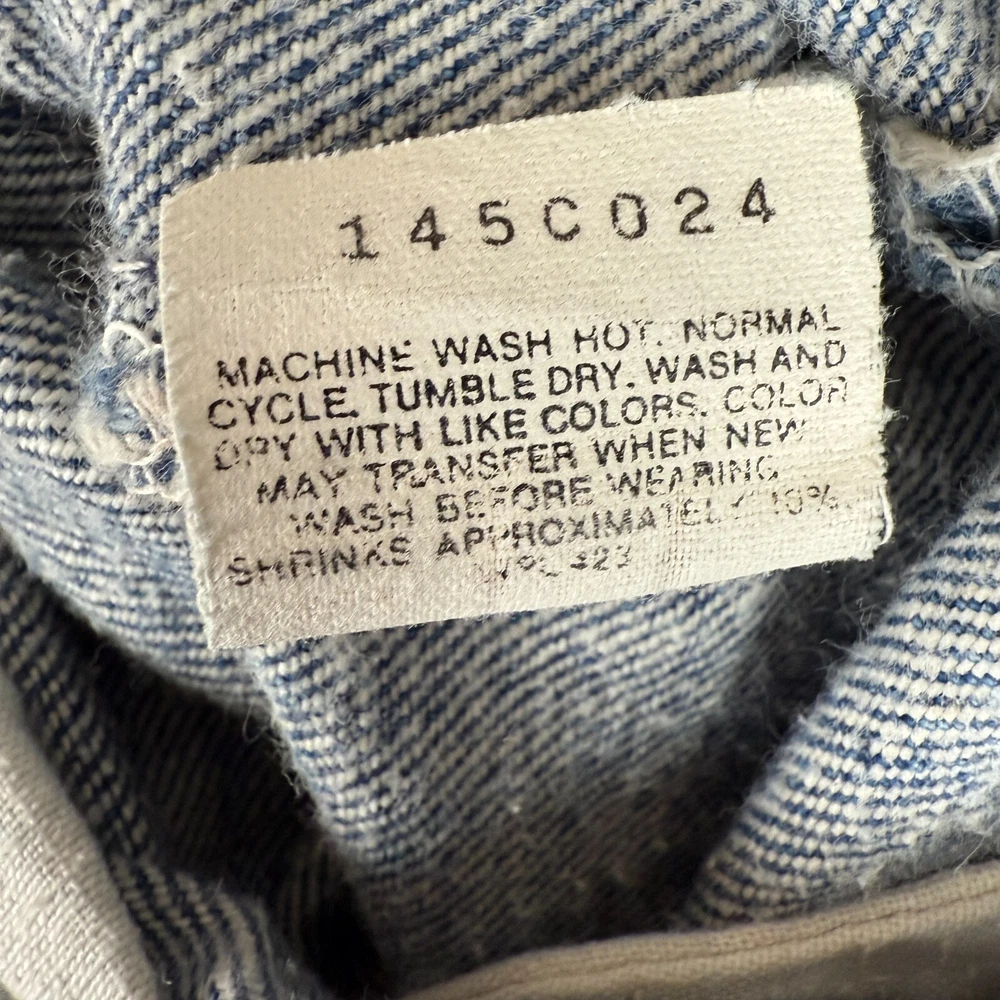 145C024
MACHINE WASH HOT. NORMAL
CYCLE. TUMBLE DRY. WASH AND
DRY WITH LIKE COLORS. COLOR
MAY TRANSFER WHEN NEW
WASH BEFORE WEARING
SHRINKS APPROXIMATELY 10%
423